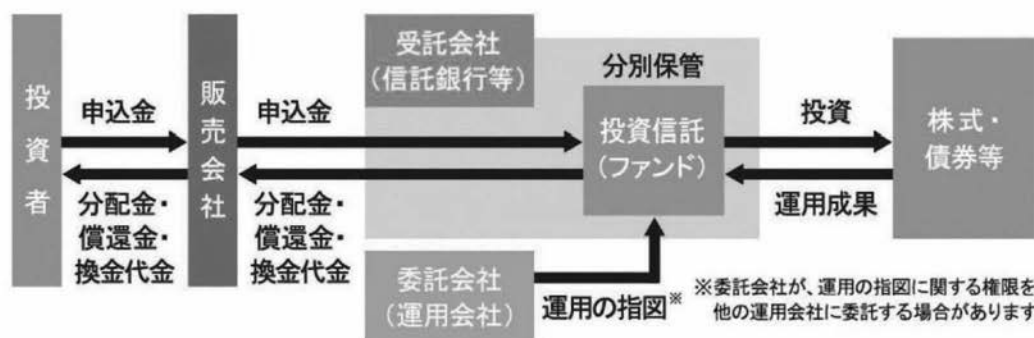 投資者
申込金
分配金・
償還金・
換金代金
販売会社
申込金
分配金・
償還金・
換金代金
受託会社
（信託銀行等）
分別保管
投資信託
（ファンド）
委託会社
（運用会社）
運用の指図※
投資
運用成果
株式・
債券等
※委託会社が、運用の指図に関する権限を
他の運用会社に委託する場合があります